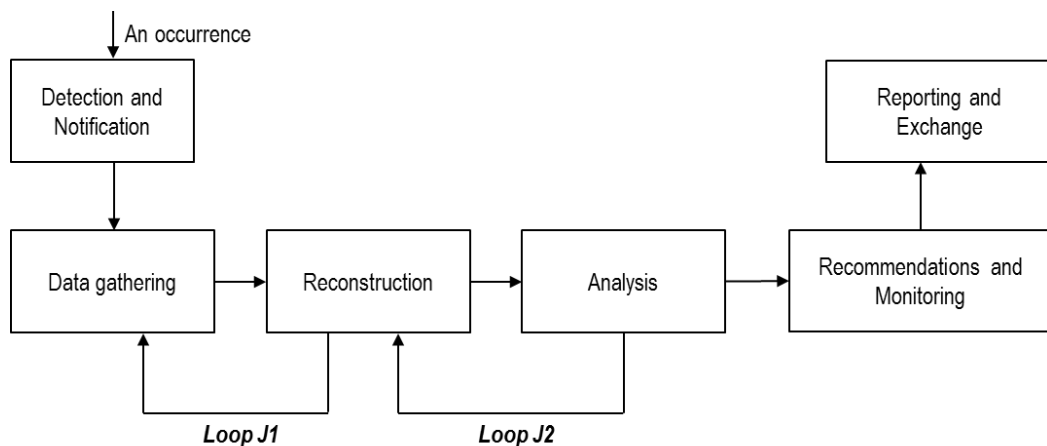 An occurrence
Detection and
Notification
Reporting and
Exchange
Data gathering
Reconstruction
Analysis
Recommendations and
Monitoring
Loop J1
Loop J2